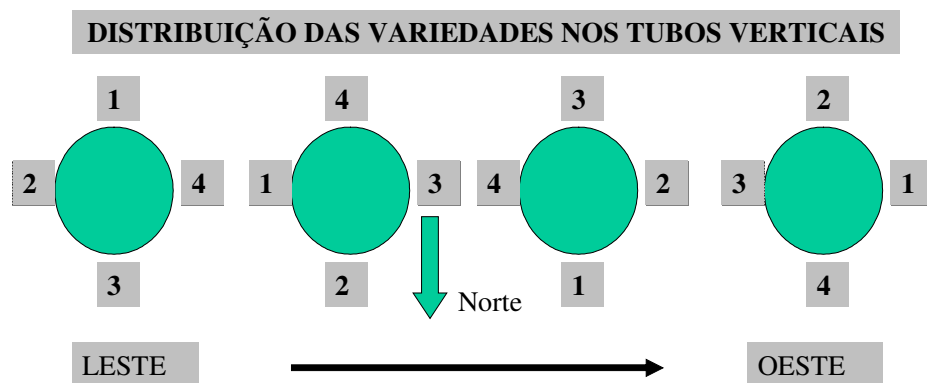 DISTRIBUIÇÃO DAS VARIEDADES NOS TUBOS VERTICAIS
1 4 3 2
2 4 1 3 4 2 3 1
3 2 1 4
Norte
LESTE OESTE